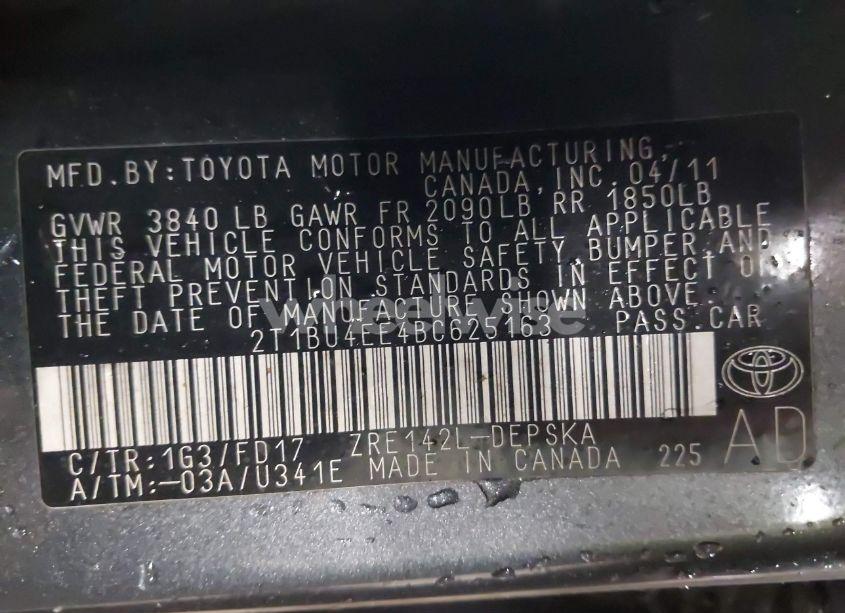 MFD.BY:TOYOTA MOTOR MANUFACTURING,
CANADA,INC. 04/11
GVWR 3840 LB GAWR FR 2090LB RR 1850LB
THIS VEHICLE CONFORMS TO ALL APPLICABLE
FEDERAL MOTOR VEHICLE SAFETY,BUMPER,AND
THEFT PREVENTION STANDARDS IN EFFECT ON
THE DATE OF MANUFACTURE SHOWN ABOVE.
PASS.CAR
C/TR:1G3/FD17 ZRE142L-DEPSKA
A/TM:-03A/U341E MADE IN CANADA 225
AD